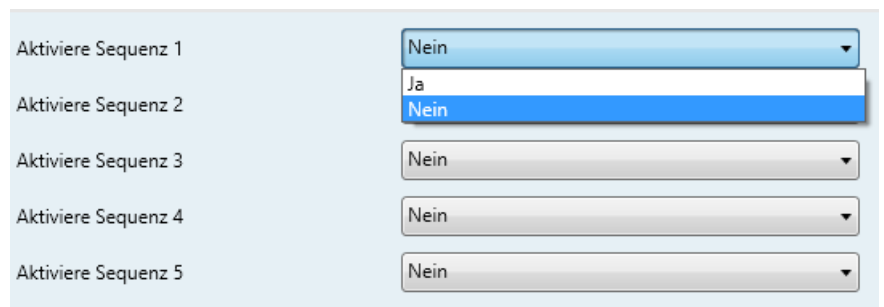 Aktiviere Sequenz 1 Nein
Ja
Aktiviere Sequenz 2 Nein
Aktiviere Sequenz 3 Nein
Aktiviere Sequenz 4 Nein
Aktiviere Sequenz 5 Nein